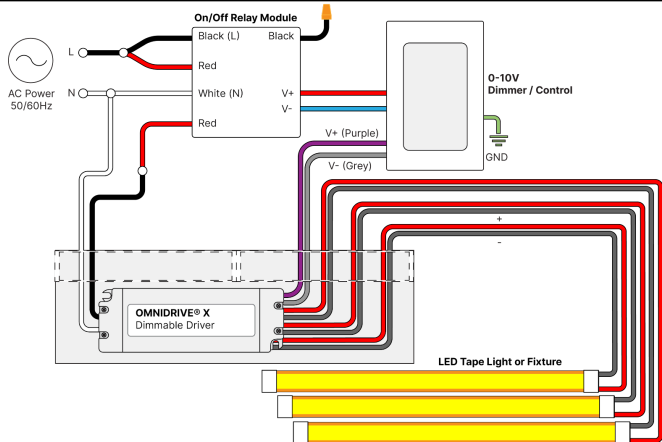 On/Off Relay Module
Black (L)
Black
L
Red
AC Power
50/60Hz
N
White (N)
V+
V-
Red
0-10V
Dimmer / Control
GND
V+ (Purple)
V- (Grey)
+
-
OMNIDRIVE® X
Dimmable Driver
LED Tape Light or Fixture